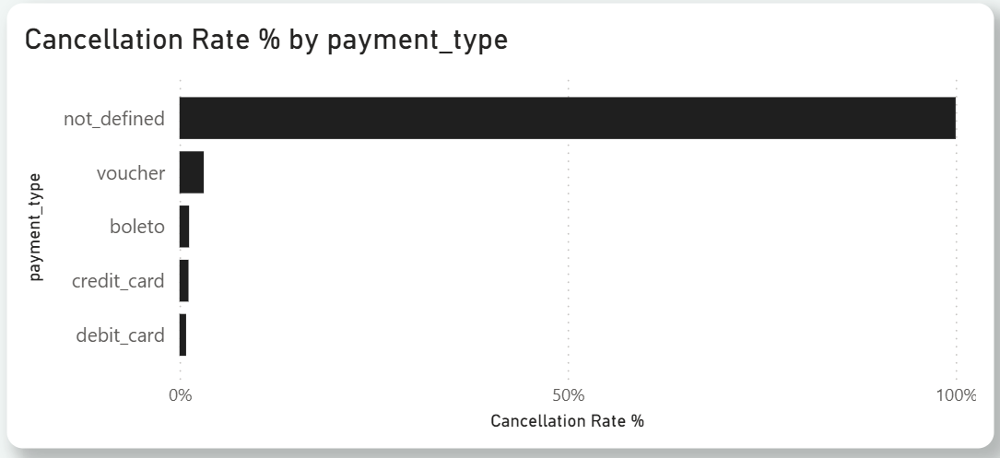 Cancellation Rate % by payment_type
payment_type
not_defined
voucher
boleto
credit_card
debit_card
0%
50%
100%
Cancellation Rate %